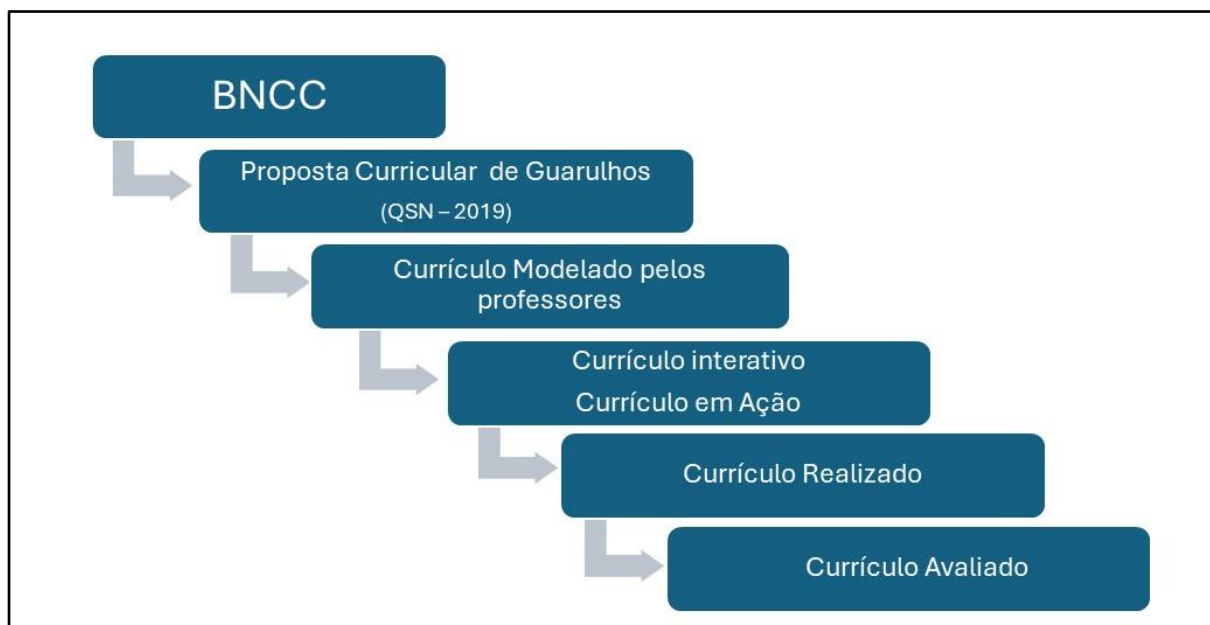 BNCC
Proposta Curricular de Guarulhos
(QSN – 2019)
Currículo Modelado pelos
professores
Currículo interativo
Currículo em Ação
Currículo Realizado
Currículo Avaliado